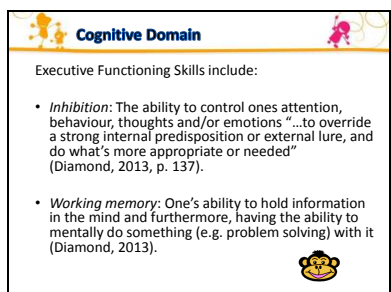 Cognitive Domain
Executive Functioning Skills include:
• Inhibition: The ability to control ones attention,
behaviour, thoughts and/or emotions “…to override
a strong internal predisposition or external lure, and
do what’s more appropriate or needed”
(Diamond, 2013, p. 137).
• Working memory: One’s ability to hold information
in the mind and furthermore, having the ability to
mentally do something (e.g. problem solving) with it
(Diamond, 2013).